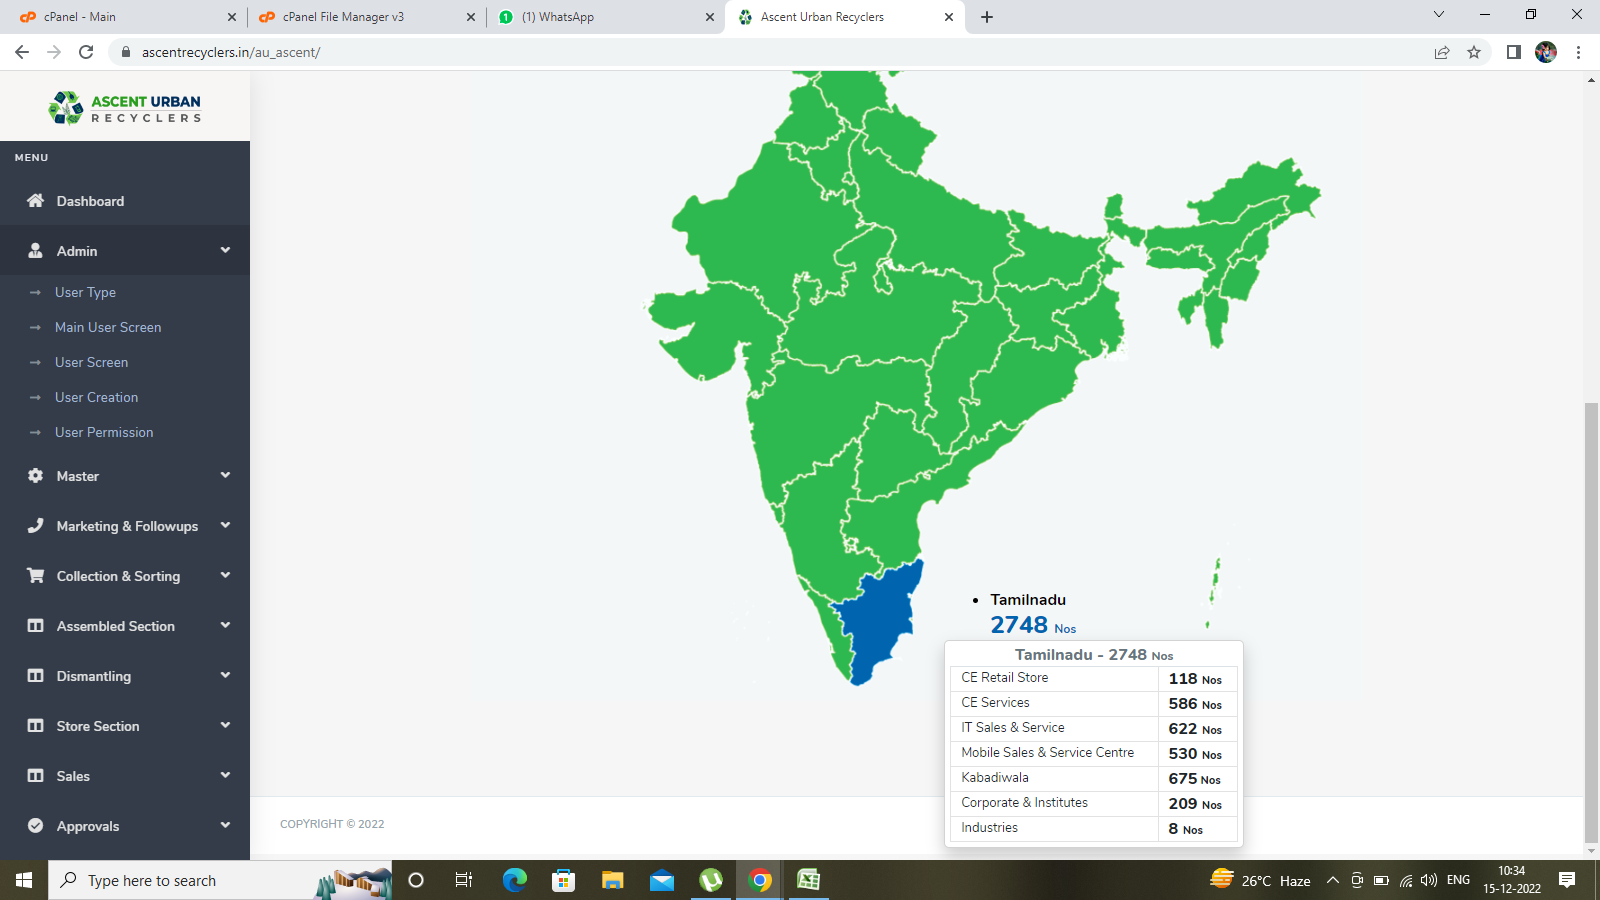 cPanel - Main
cPanel File Manager v3
(1) WhatsApp
Ascent Urban Recyclers
ascentrecyclers.in/au_ascent/
ASCENT URBAN
RECYCLERS
MENU
Dashboard
Admin
User Type
Main User Screen
User Screen
User Creation
User Permission
Master
Marketing & Followups
Collection & Sorting
Assembled Section
Dismantling
Store Section
Sales
Approvals
Tamilnadu
2748 Nos
Tamilnadu - 2748 Nos
CE Retail Store 118 Nos
CE Services 586 Nos
IT Sales & Service 622 Nos
Mobile Sales & Service Centre 530 Nos
Kabadiwala 675 Nos
Corporate & Institutes 209 Nos
Industries 8 Nos
COPYRIGHT © 2022
Type here to search
26°C Haze
ENG
10:34
15-12-2022